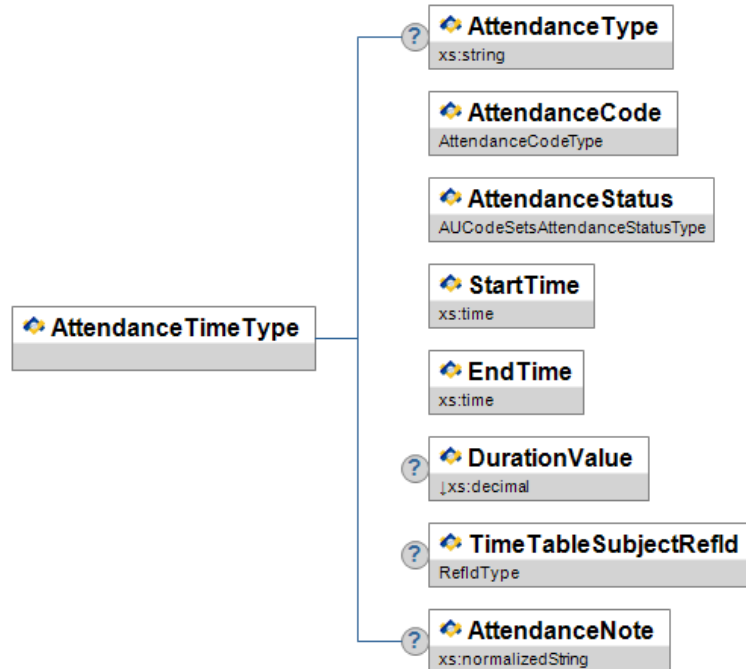 ?
AttendanceType
xs:string
AttendanceCode
AttendanceCodeType
AttendanceStatus
AUCodeSetsAttendanceStatusType
StartTime
xs:time
AttendanceTimeType
EndTime
xs:time
?
DurationValue
↓xs:decimal
?
TimeTableSubjectRefId
RefIdType
?
AttendanceNote
xs:normalizedString